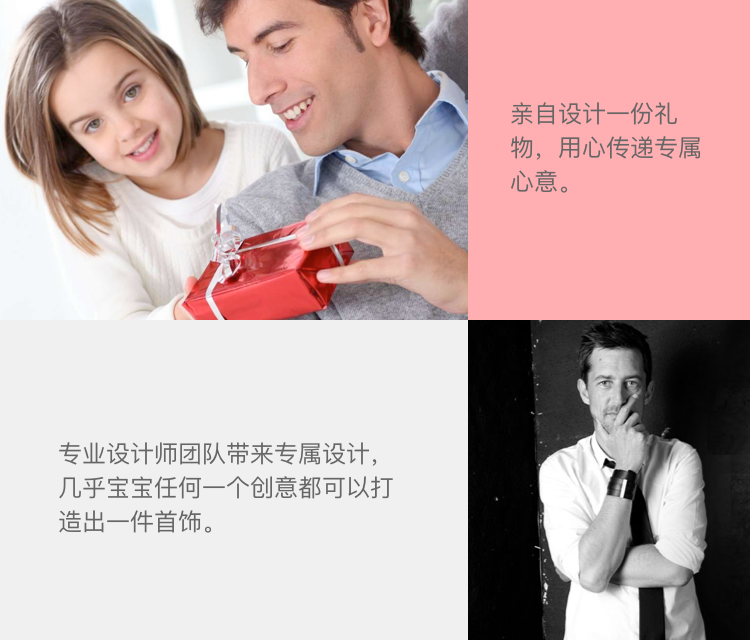 亲自设计一份礼
物，用心传递专属
心意。
专业设计师团队带来专属设计，
几乎宝宝任何一个创意都可以打
造出一件首饰。